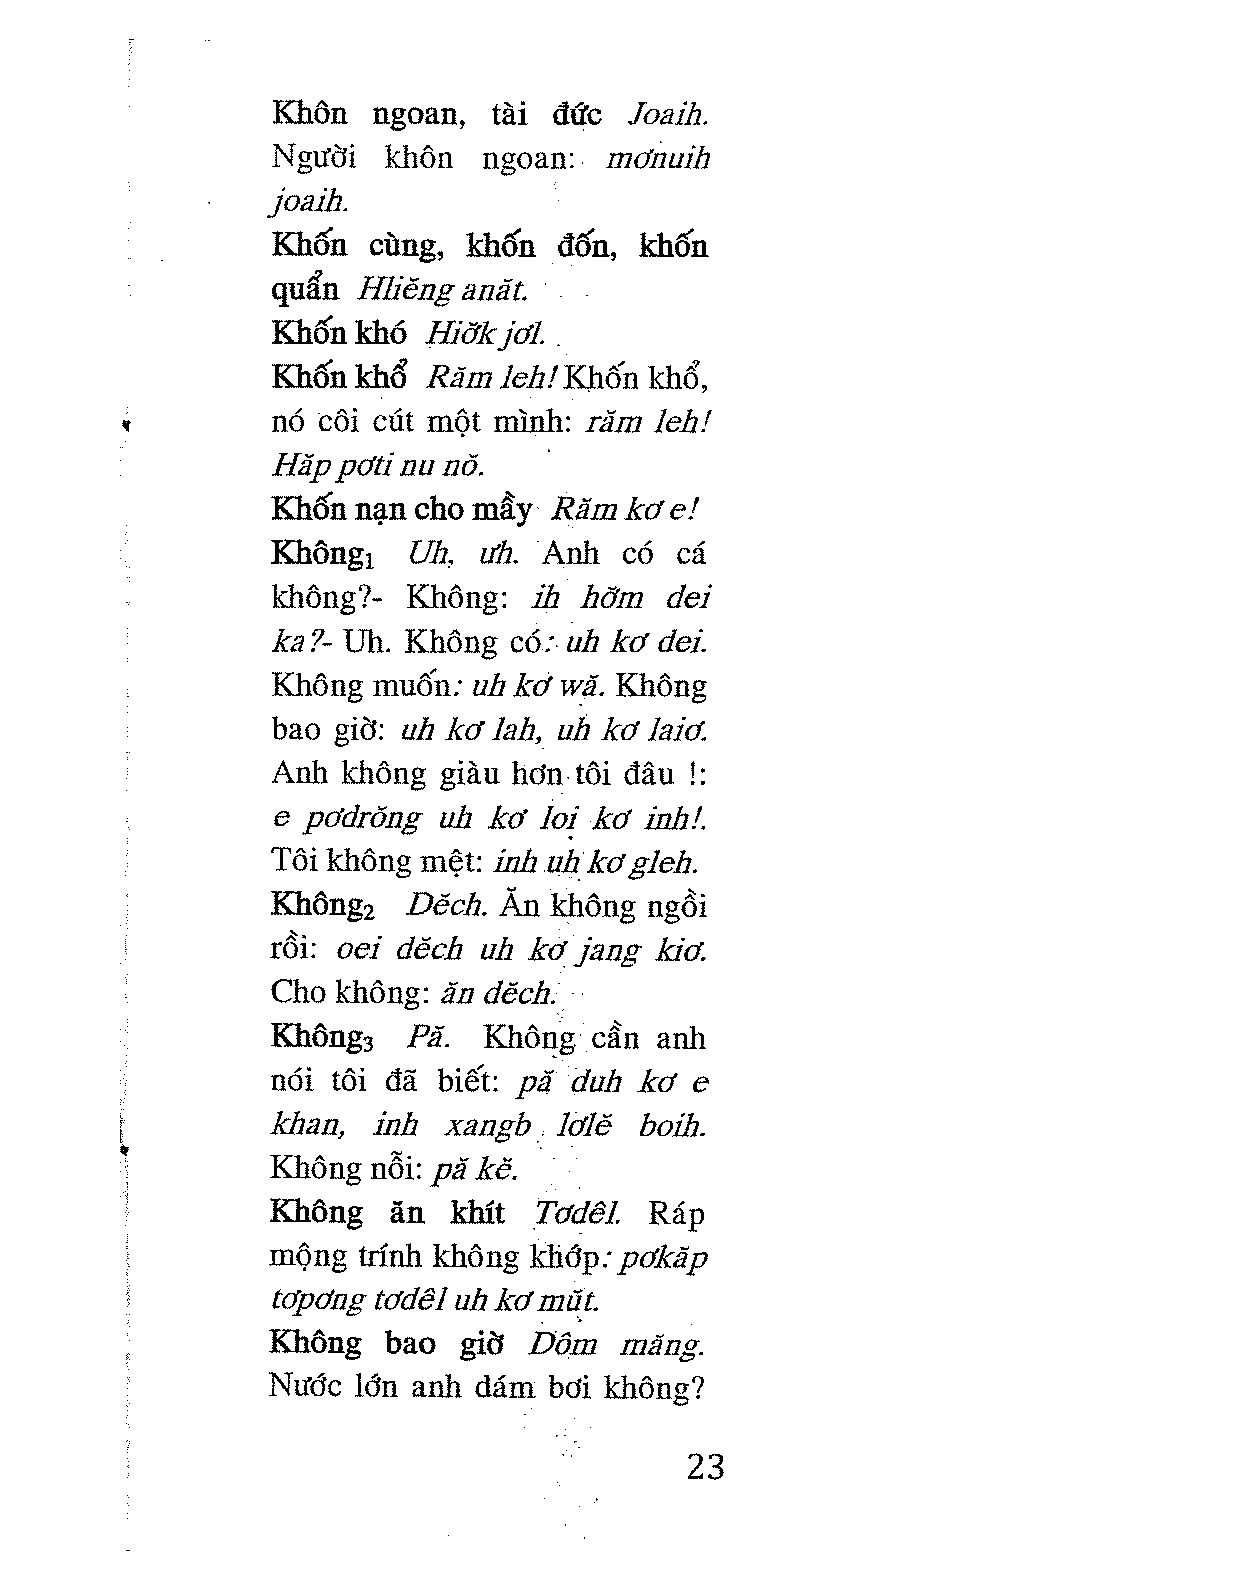 Khôn ngoan, tài đức Joaih.
Người khôn ngoan: mơnuih
joaih.
Khốn cùng, khốn đốn, khốn
quẩn Hliĕng anăt.
Khốn khó Hiơ̆k jơl.
Khốn khổ Răm leh! Khốn khổ,
nó côi cút một mình: răm leh!
Hăp pơti nu nŏ.
Khốn nạn cho mầy Răm kơ e!
Không₁ Uh, ưh. Anh có cá
không?- Không: ih hơ̆m dei
ka?- Uh. Không có: uh kơ dei.
Không muốn: uh kơ wă. Không
bao giờ: uh kơ lah, uh kơ laiơ.
Anh không giàu hơn tôi đâu !:
e pơdrŏng uh kơ loi kơ inh!.
Tôi không mệt: inh uh kơ gleh.
Không₂ Dĕch. Ăn không ngồi
rồi: oei dĕch uh kơ jang kiơ.
Cho không: ăn dĕch.
Không₃ Pă. Không cần anh
nói tôi đã biết: pă duh kơ e
khan, inh xangb lơlĕ boih.
Không nỗi: pă kĕ.
Không ăn khít Tơdêl. Ráp
mộng trính không khớp: pơkăp
tơpơng tơdêl uh kơ mŭt.
Không bao giờ Dôm măng.
Nước lớn anh dám bơi không?
23